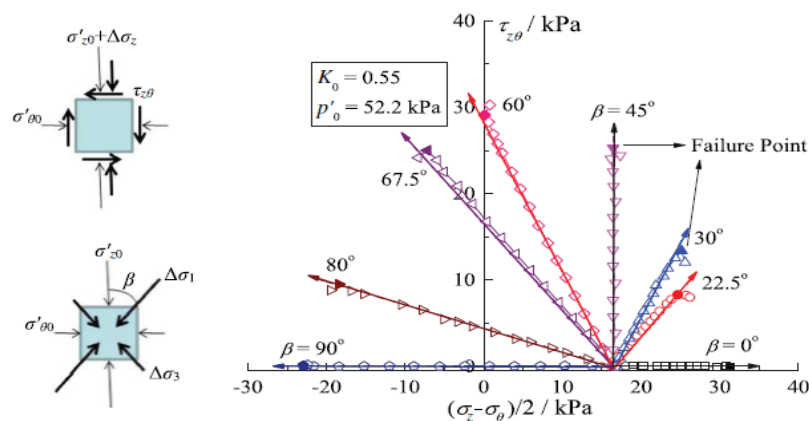 σ′z0+Δσz
τzθ
σ′θ0
σ′z0
β
Δσ1
σ′θ0
Δσ3
τzθ / kPa
K0 = 0.55
p′0 = 52.2 kPa
40
30
20
10
0
60°
β = 45°
Failure Point
67.5°
30°
22.5°
80°
β = 90°
β = 0°
-30 -20 -10 0 10 20 30 40
(σz–σθ)/2 / kPa